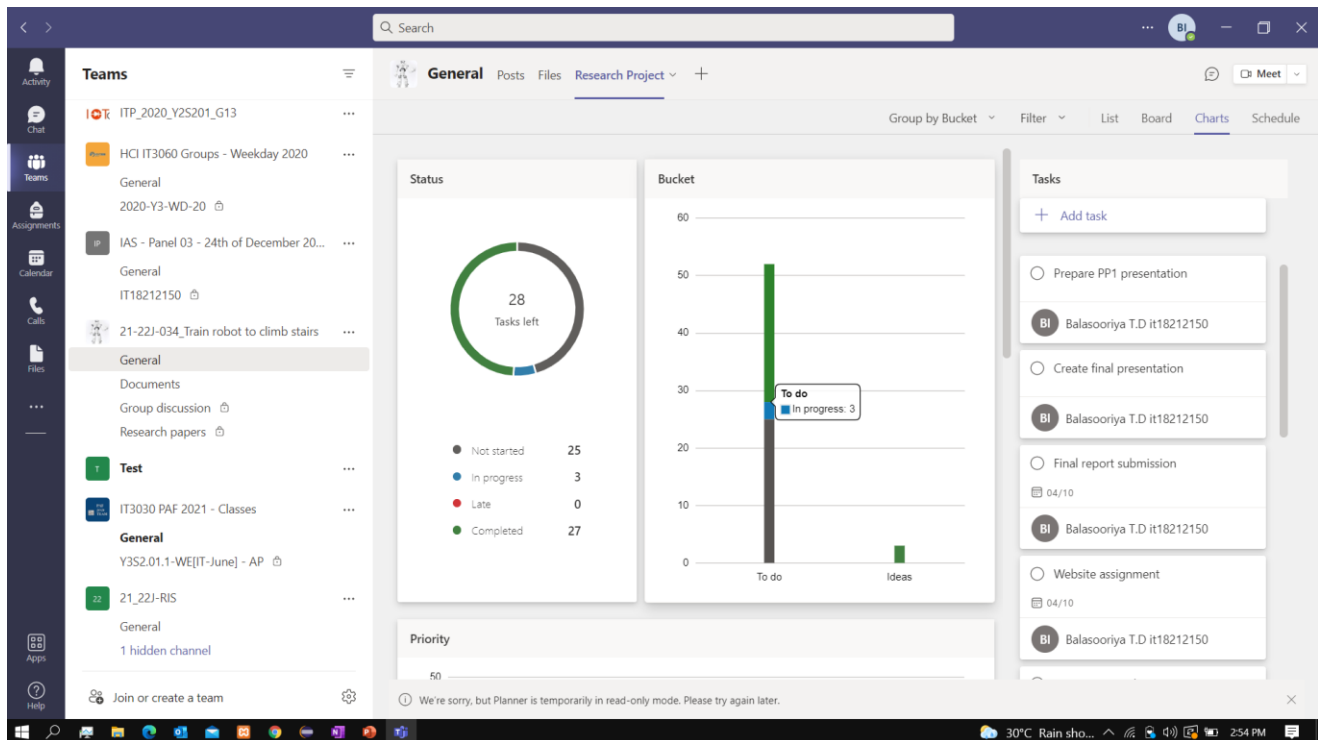 Search
BI
Activity
Chat
Teams
Assignments
Calendar
Calls
Files
Apps
Help
Teams
ITP_2020_Y2S201_G13
HCI IT3060 Groups - Weekday 2020
General
2020-Y3-WD-20
IP
IAS - Panel 03 - 24th of December 20...
General
IT18212150
21-22J-034_Train robot to climb stairs
General
Documents
Group discussion
Research papers
T
Test
IT3030 PAF 2021 - Classes
General
Y3S2.01.1-WE[IT-June] - AP
22
21_22J-RIS
General
1 hidden channel
Join or create a team
General Posts Files Research Project
Meet
Group by Bucket Filter List Board Charts Schedule
Status
28
Tasks left
Not started 25
In progress 3
Late 0
Completed 27
Bucket
60
50
40
30
20
10
0
To do
In progress: 3
To do Ideas
Priority
50
Tasks
Add task
Prepare PP1 presentation
BI Balasooriya T.D it18212150
Create final presentation
BI Balasooriya T.D it18212150
Final report submission
04/10
BI Balasooriya T.D it18212150
Website assignment
04/10
BI Balasooriya T.D it18212150
We're sorry, but Planner is temporarily in read-only mode. Please try again later.
30°C Rain sho... 2:54 PM